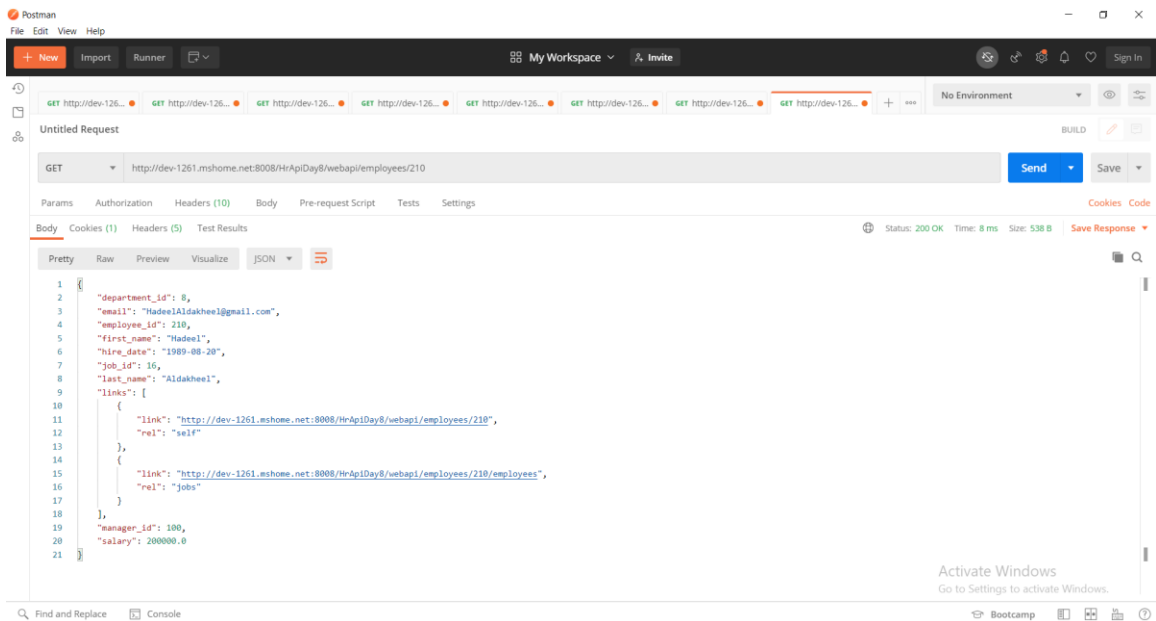 Postman
File Edit View Help
+ New Import Runner My Workspace Invite Sign In
GET http://dev-126... GET http://dev-126... GET http://dev-126... GET http://dev-126... GET http://dev-126... GET http://dev-126... GET http://dev-126... GET http://dev-126... + ooo No Environment
Untitled Request BUILD
GET http://dev-1261.mshome.net:8008/HrApiDay8/webapi/employees/210 Send Save
Params Authorization Headers (10) Body Pre-request Script Tests Settings Cookies Code
Body Cookies (1) Headers (5) Test Results Status: 200 OK Time: 8 ms Size: 538 B Save Response
Pretty Raw Preview Visualize JSON
1 {
2 "department_id": 8,
3 "email": "HadeelAldakheel@gmail.com",
4 "employee_id": 210,
5 "first_name": "Hadeel",
6 "hire_date": "1989-08-20",
7 "job_id": 16,
8 "last_name": "Aldakheel",
9 "links": [
10 {
11 "link": "http://dev-1261.mshome.net:8008/HrApiDay8/webapi/employees/210",
12 "rel": "self"
13 },
14 {
15 "link": "http://dev-1261.mshome.net:8008/HrApiDay8/webapi/employees/210/employees",
16 "rel": "jobs"
17 }
18 ],
19 "manager_id": 100,
20 "salary": 200000.0
21 }
Activate Windows
Go to Settings to activate Windows.
Find and Replace Console Bootcamp